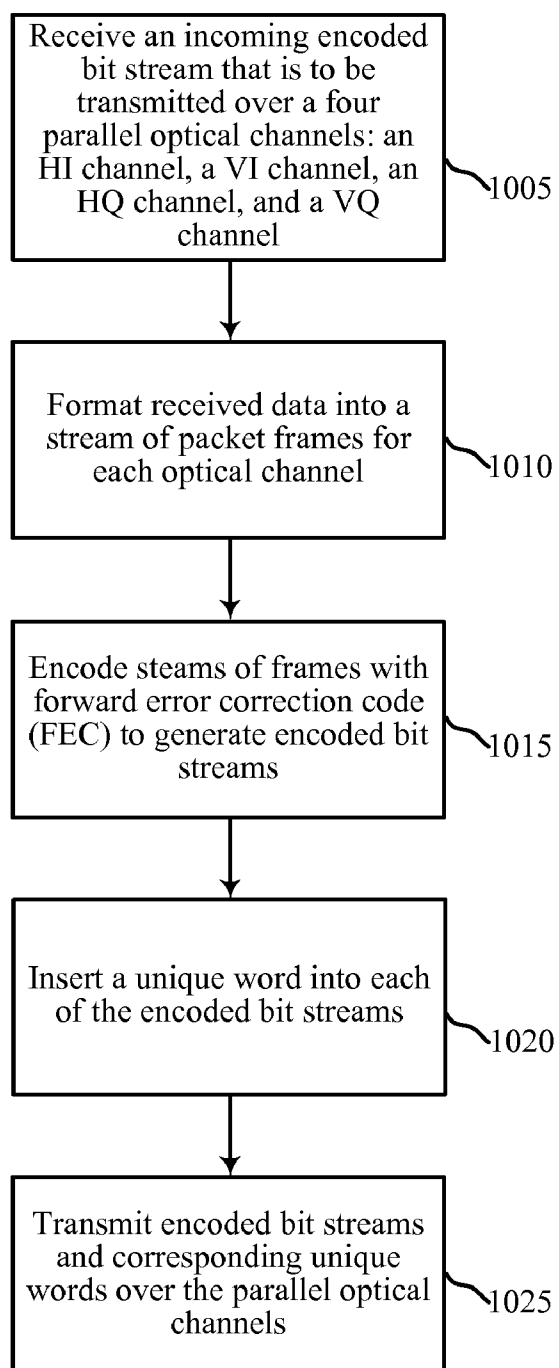 Receive an incoming encoded
bit stream that is to be
transmitted over a four
parallel optical channels: an
HI channel, a VI channel, an
HQ channel, and a VQ
channel
1005
Format received data into a
stream of packet frames for
each optical channel
1010
Encode steams of frames with
forward error correction code
(FEC) to generate encoded bit
streams
1015
Insert a unique word into each
of the encoded bit streams
1020
Transmit encoded bit streams
and corresponding unique
words over the parallel optical
channels
1025